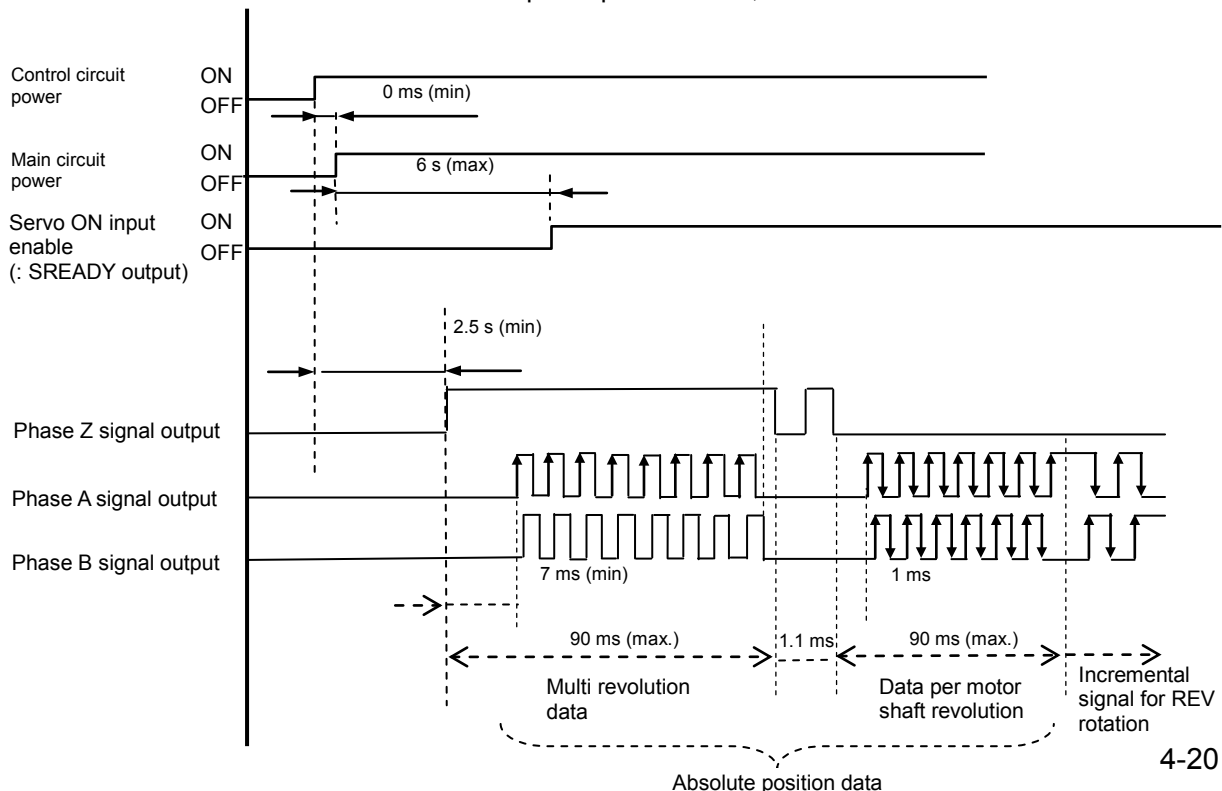 Control circuit
power
ON
OFF
0 ms (min)
Main circuit
power
ON
OFF
6 s (max)
Servo ON input
enable
(: SREADY output)
ON
OFF
2.5 s (min)
Phase Z signal output
Phase A signal output
Phase B signal output
7 ms (min)
1 ms
90 ms (max.)
1.1 ms
90 ms (max.)
Multi revolution
data
Data per motor
shaft revolution
Incremental
signal for REV
rotation
Absolute position data
4-20